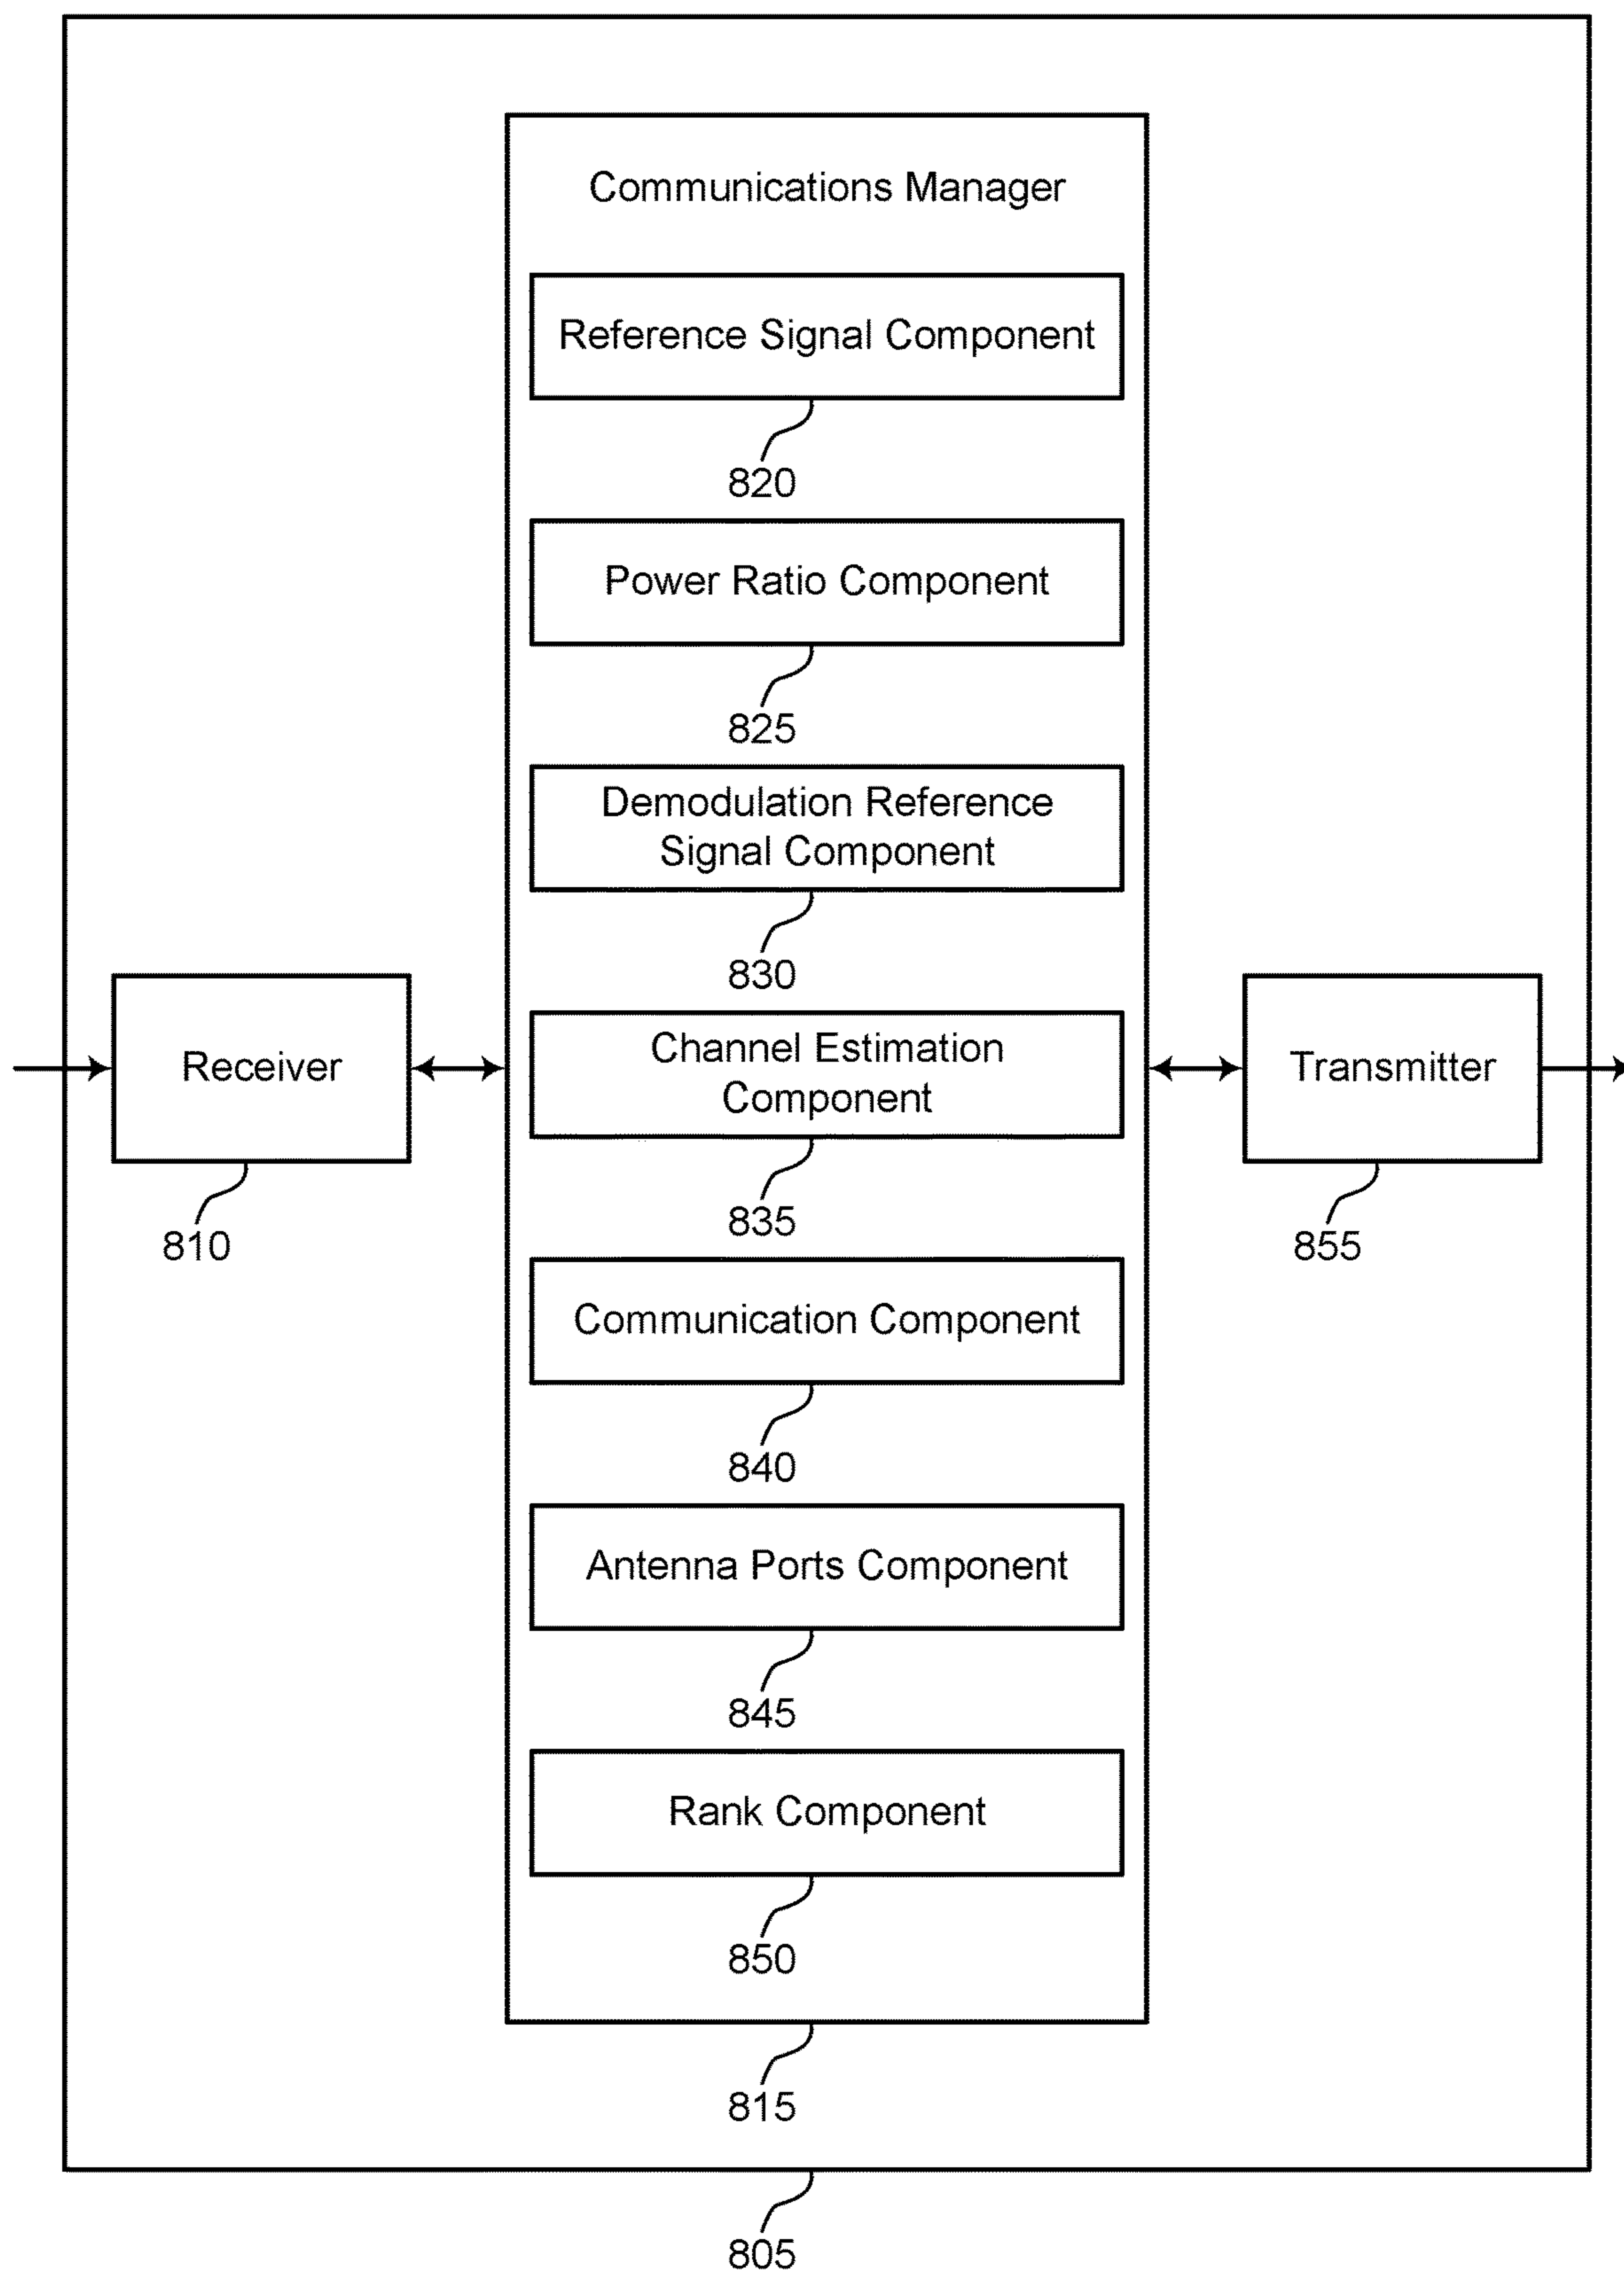 Communications Manager
Reference Signal Component
820
Power Ratio Component
825
Demodulation Reference
Signal Component
830
Receiver
810
Channel Estimation
Component
835
Transmitter
855
Communication Component
840
Antenna Ports Component
845
Rank Component
850
815
805